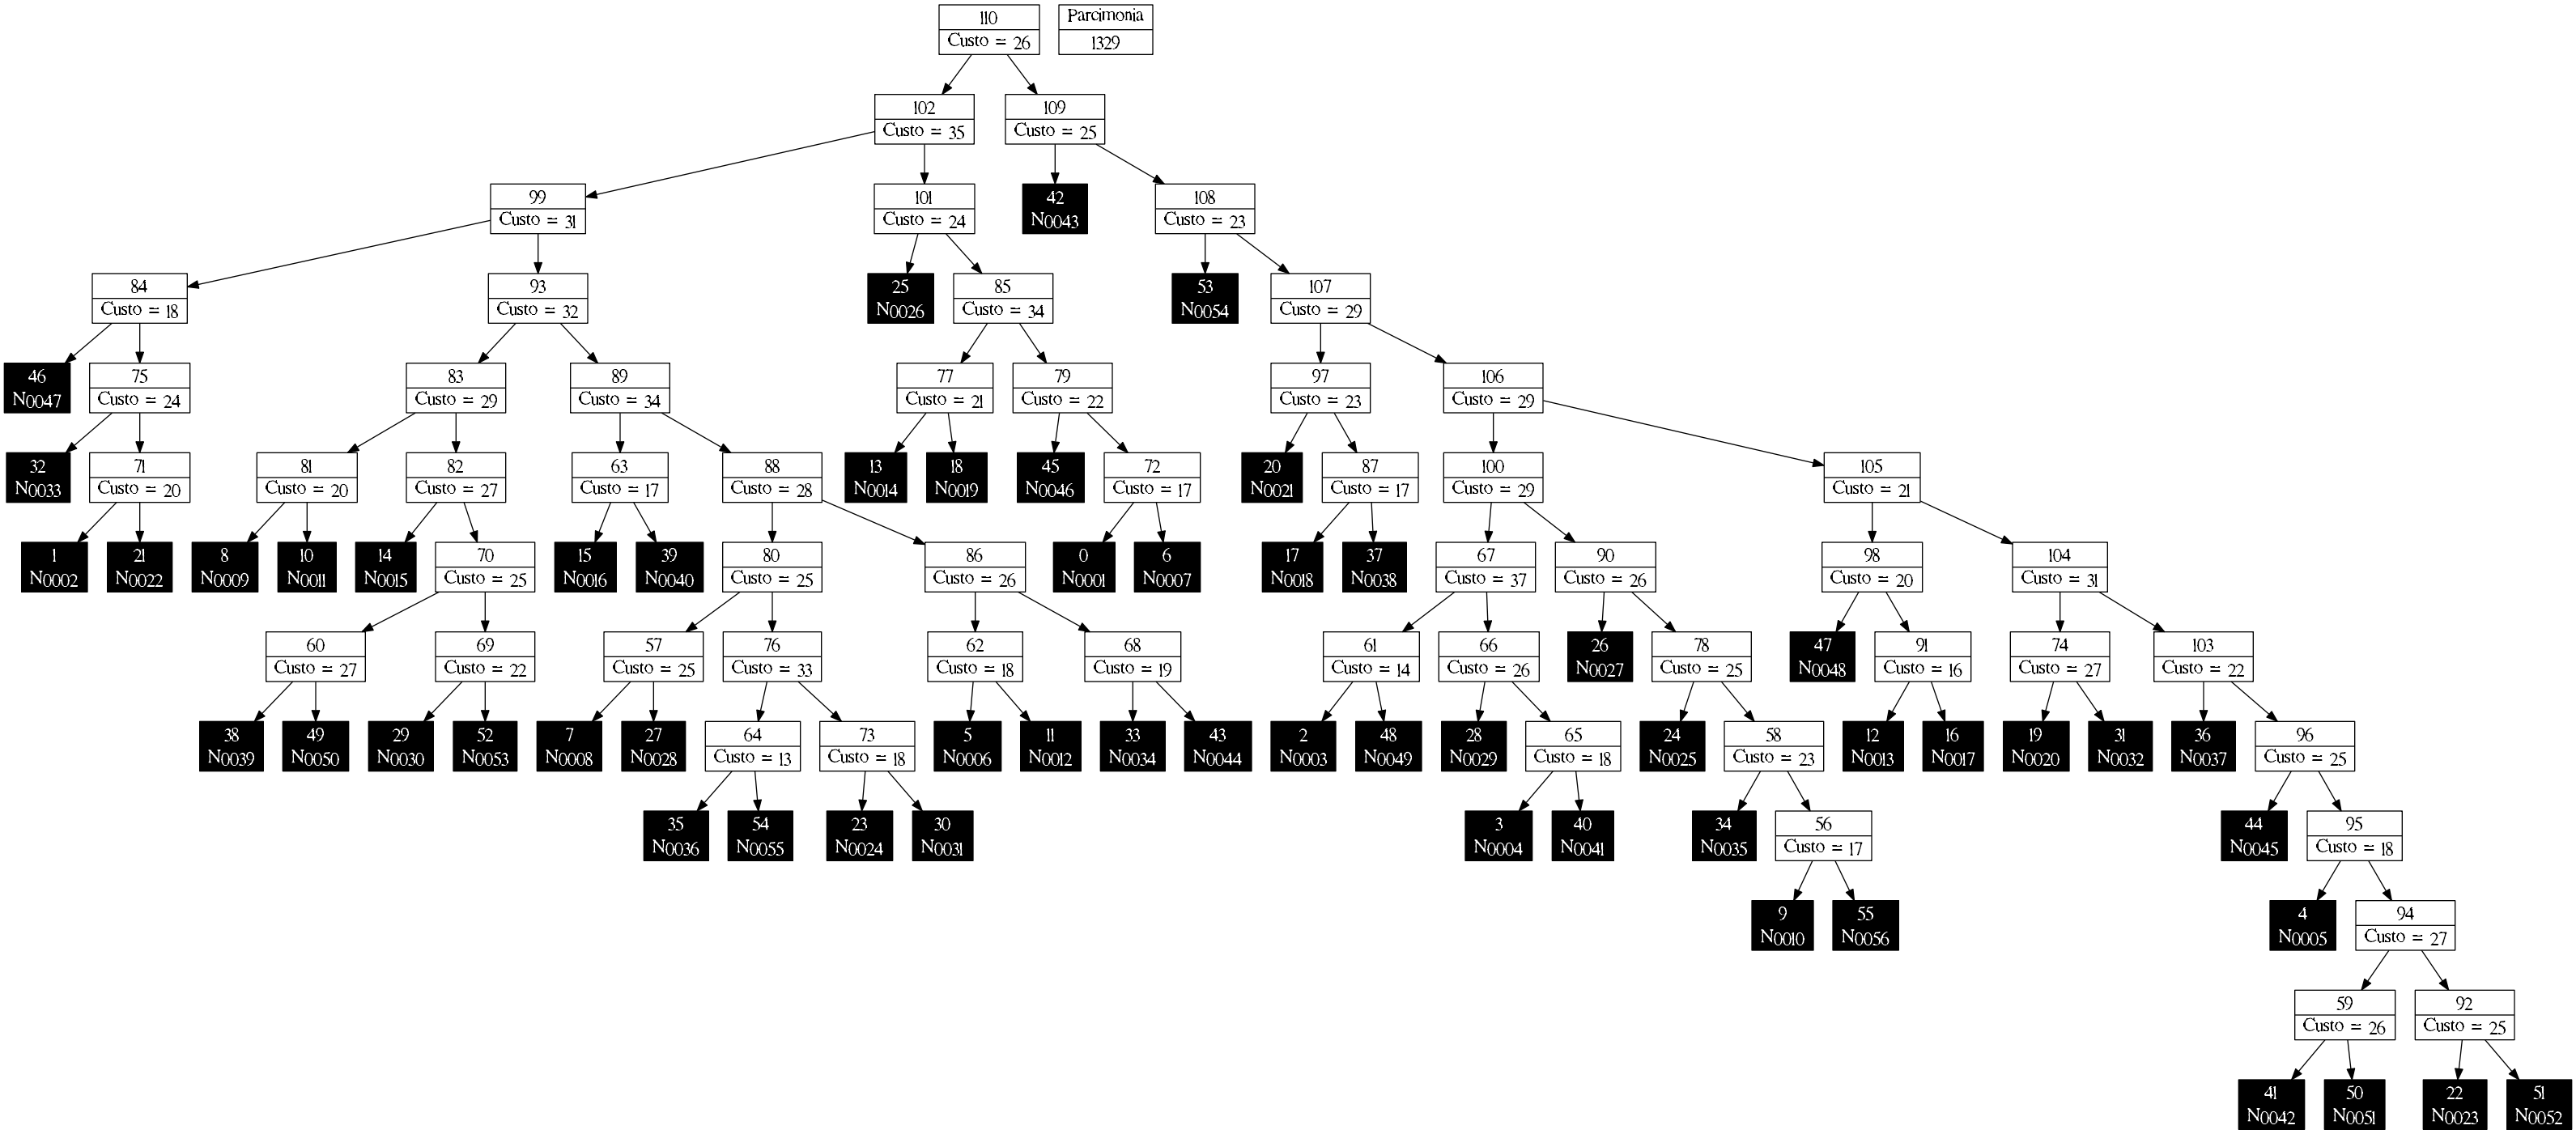 110
Custo = 26
Parcimonia
1329
102
Custo = 35
109
Custo = 25
99
Custo = 31
101
Custo = 24
42
N0043
108
Custo = 23
84
Custo = 18
93
Custo = 32
25
N0026
85
Custo = 34
53
N0054
107
Custo = 29
46
N0047
75
Custo = 24
83
Custo = 29
89
Custo = 34
77
Custo = 21
79
Custo = 22
97
Custo = 23
106
Custo = 29
32
N0033
71
Custo = 20
81
Custo = 20
82
Custo = 27
63
Custo = 17
88
Custo = 28
13
N0014
18
N0019
45
N0046
72
Custo = 17
20
N0021
87
Custo = 17
100
Custo = 29
105
Custo = 21
1
N0002
21
N0022
8
N0009
10
N0011
14
N0015
70
Custo = 25
15
N0016
39
N0040
80
Custo = 25
86
Custo = 26
0
N0001
6
N0007
17
N0018
37
N0038
67
Custo = 37
90
Custo = 26
98
Custo = 20
104
Custo = 31
60
Custo = 27
69
Custo = 22
57
Custo = 25
76
Custo = 33
62
Custo = 18
68
Custo = 19
61
Custo = 14
66
Custo = 26
26
N0027
78
Custo = 25
47
N0048
91
Custo = 16
74
Custo = 27
103
Custo = 22
38
N0039
49
N0050
29
N0030
52
N0053
7
N0008
27
N0028
64
Custo = 13
73
Custo = 18
5
N0006
11
N0012
33
N0034
43
N0044
2
N0003
48
N0049
28
N0029
65
Custo = 18
24
N0025
58
Custo = 23
12
N0013
16
N0017
19
N0020
31
N0032
36
N0037
96
Custo = 25
35
N0036
54
N0055
23
N0024
30
N0031
3
N0004
40
N0041
34
N0035
56
Custo = 17
44
N0045
95
Custo = 18
9
N0010
55
N0056
4
N0005
94
Custo = 27
59
Custo = 26
92
Custo = 25
41
N0042
50
N0051
22
N0023
51
N0052